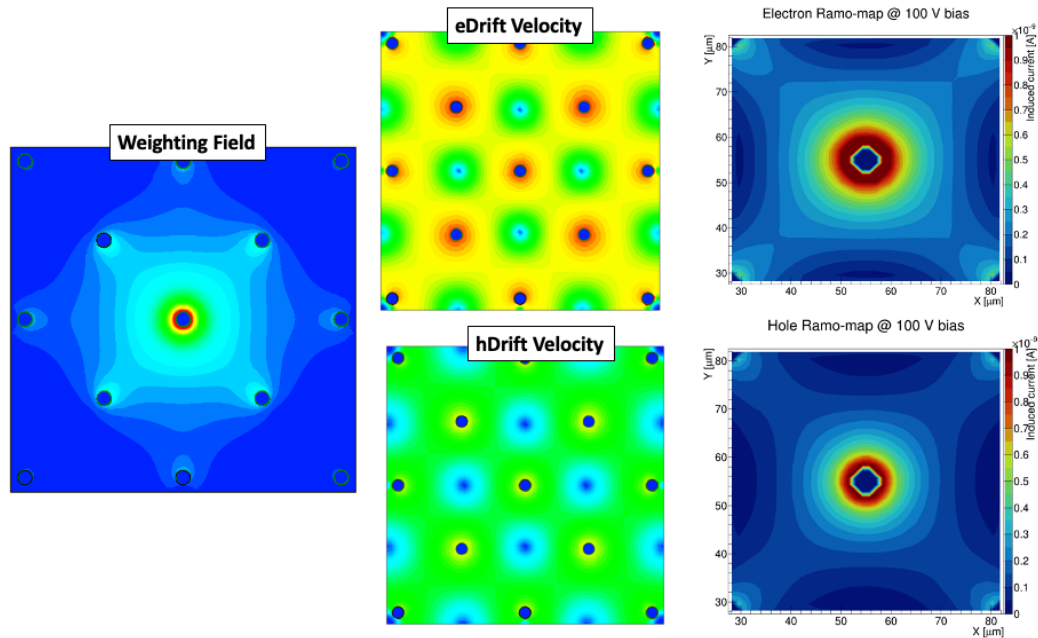 Weighting Field
eDrift Velocity
hDrift Velocity
Electron Ramo-map @ 100 V bias
×10⁻⁹
Y [μm]
80
70
60
50
40
30
30 40 50 60 70 80
X [μm]
1
0.9
0.8
0.7
0.6
0.5
0.4
0.3
0.2
0.1
0
Induced current [A]
Hole Ramo-map @ 100 V bias
×10⁻⁹
Y [μm]
80
70
60
50
40
30
30 40 50 60 70 80
X [μm]
1
0.9
0.8
0.7
0.6
0.5
0.4
0.3
0.2
0.1
0
Induced current [A]